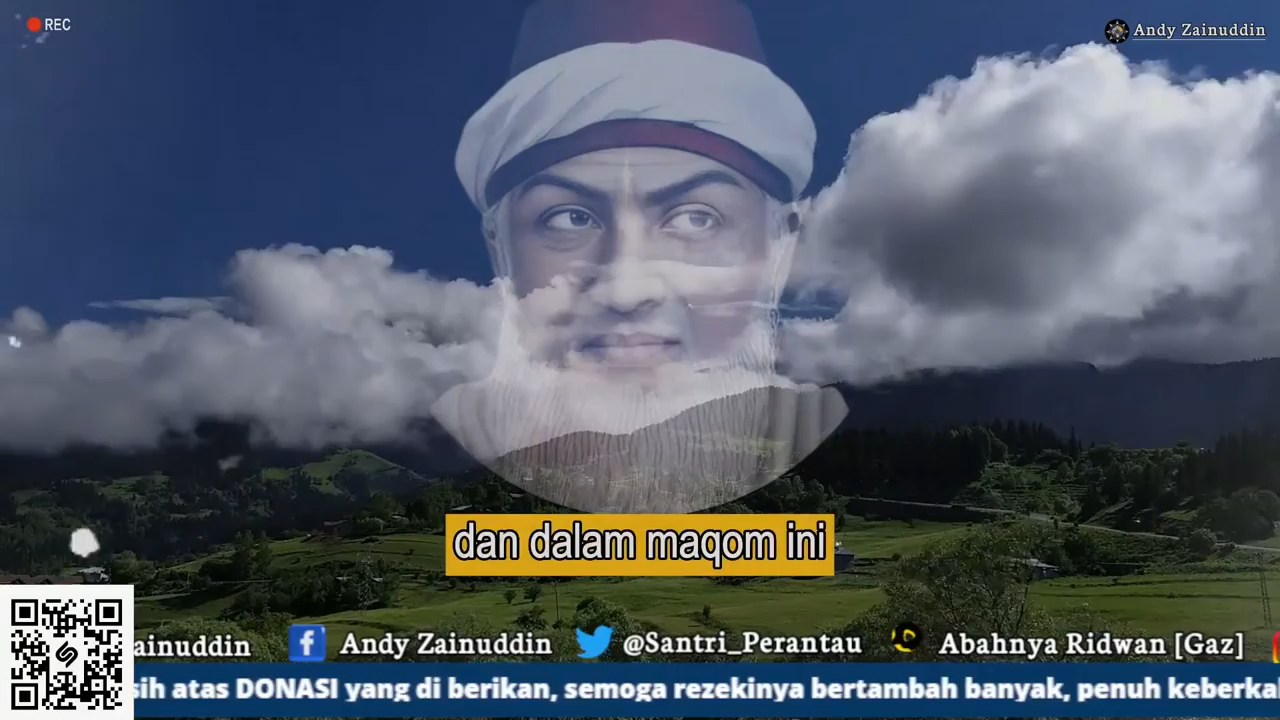 REC
Andy Zainuddin
dan dalam maqom ini
ainuddin Andy Zainuddin @Santri_Perantau Abahnya Ridwan [Gaz]
sih atas DONASI yang di berikan, semoga rezekinya bertambah banyak, penuh keberka